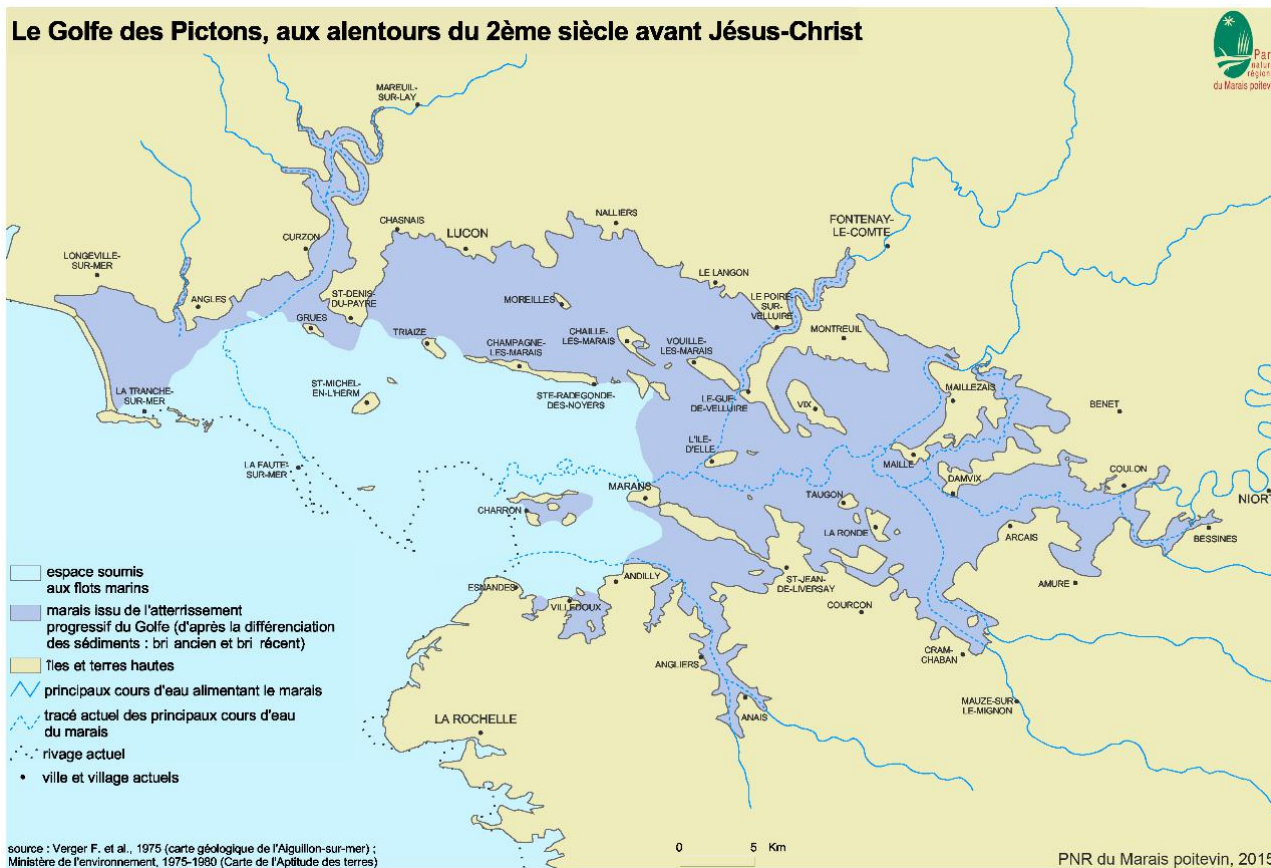 Le Golfe des Pictons, aux alentours du 2ème siècle avant Jésus-Christ
Par
natur
région
du Marais poitevin
MAREUIL-
SUR-LAY
CHASNAIS
LUCON
NALLIERS
FONTENAY-
LE-COMTE
CURZON
LONGEVILLE-
SUR-MER
ANGLES
ST-DENIS-
DU-PAYRE
GRUES
MOREILLES
LE LANGON
LE POIRE-
SUR-
VELLUIRE
MONTREUIL
TRIAIZE
CHAMPAGNE-
LES-MARAIS
CHAILLE-
LES-MARAIS
VOUILLE-
LES-MARAIS
LA TRANCHE-
SUR-MER
ST-MICHEL-
EN-L'HERM
STE-RADEGONDE-
DES-NOYERS
LE-GUE-
DE-VELLUIRE
VIX
MAILLEZAIS
BENET
L'ILE-
D'ELLE
MAILLE
LA FAUTE-
SUR-MER
DAMVIX
COULON
NIORT
MARANS
TAUGON
CHARRON
LA RONDE
ARCAIS
BESSINES
ESNANDES
ANDILLY
ST-JEAN-
DE-LIVERSAY
AMURE
VILLEDOUX
COURCON
ANGLIERS
CRAM-
CHABAN
ANAIS
MAUZE-SUR-
LE-MIGNON
LA ROCHELLE
espace soumis
aux flots marins
marais issu de l'atterrissement
progressif du Golfe (d'après la différenciation
des sédiments : bri ancien et bri récent)
îles et terres hautes
principaux cours d'eau alimentant le marais
tracé actuel des principaux cours d'eau
du marais
rivage actuel
ville et village actuels
source : Verger F. et al., 1975 (carte géologique de l'Aiguillon-sur-mer) ;
Ministère de l'environnement, 1975-1980 (Carte de l'Aptitude des terres)
0 5 Km
PNR du Marais poitevin, 2015